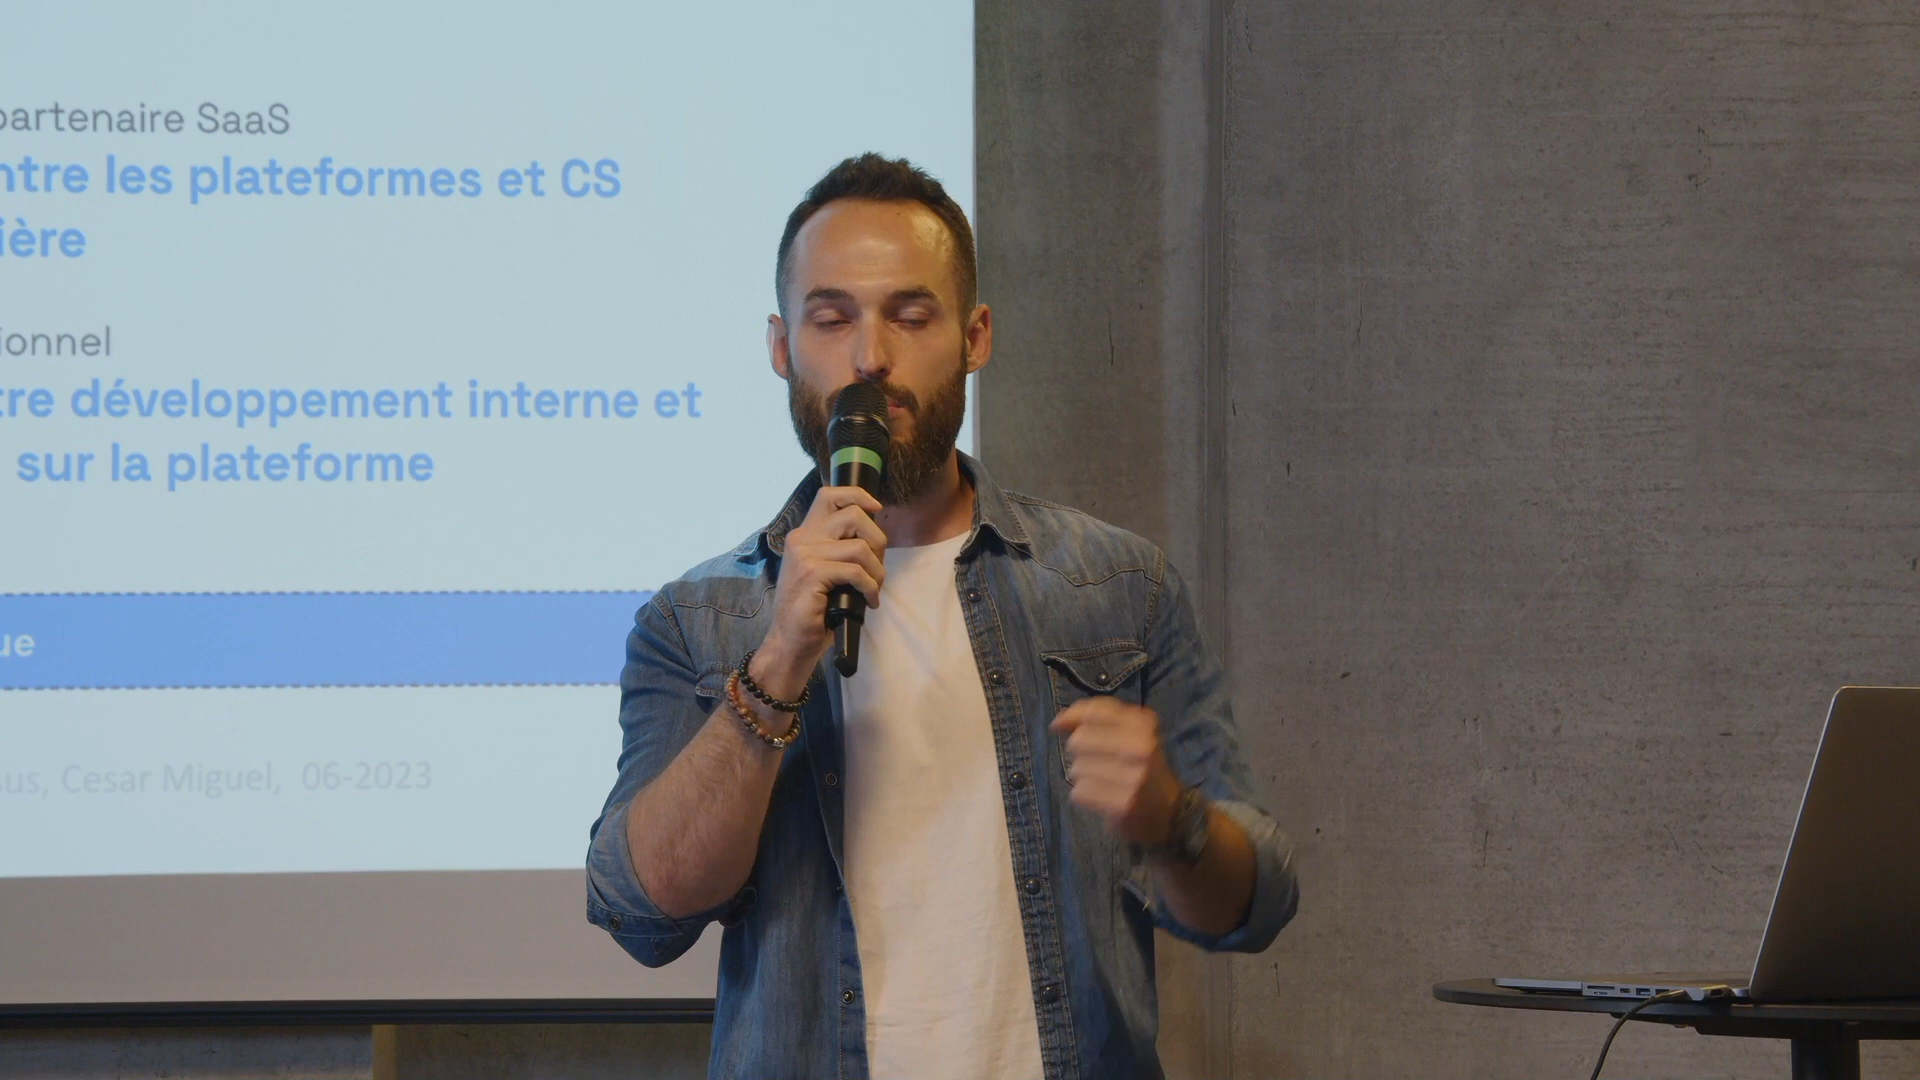 partenaire SaaS
ntre les plateformes et CS
ière
ionnel
tre développement interne et
sur la plateforme
ue
sus, Cesar Miguel, 06-2023